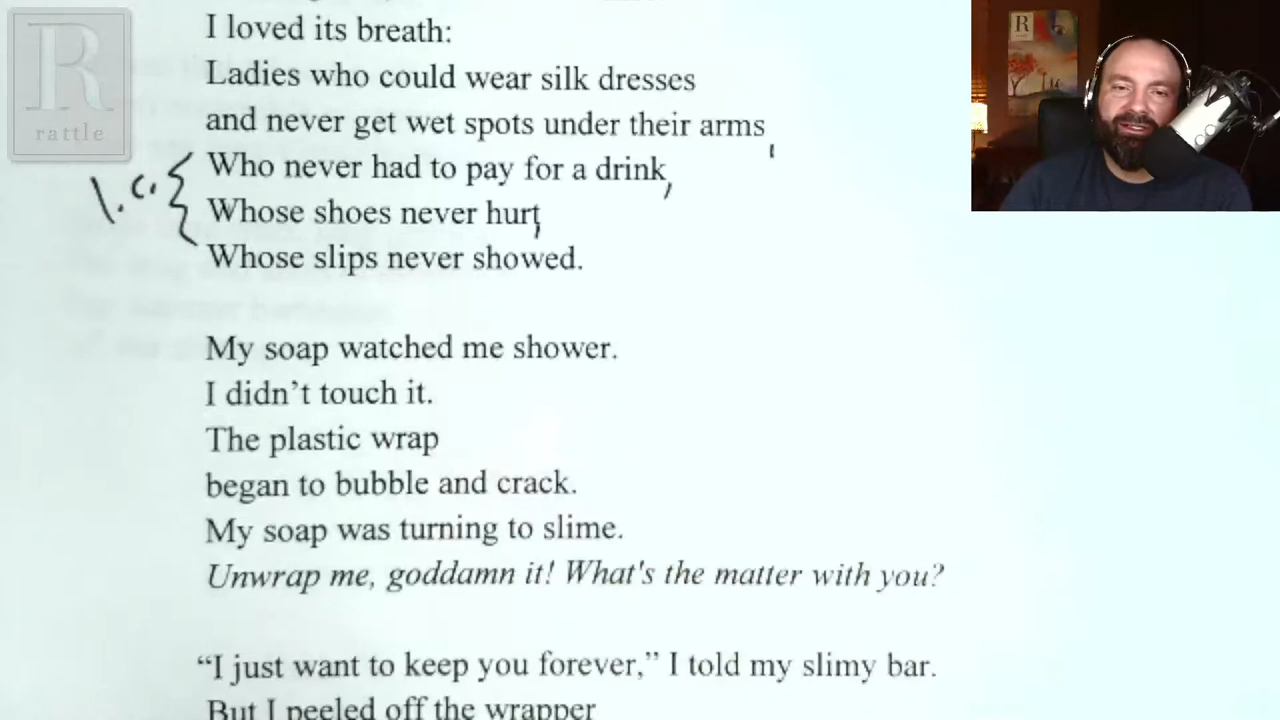 R
rattle
R
I loved its breath:
Ladies who could wear silk dresses
and never get wet spots under their arms,
l.c. { Who never had to pay for a drink,
Whose shoes never hurt,
Whose slips never showed.
My soap watched me shower.
I didn’t touch it.
The plastic wrap
began to bubble and crack.
My soap was turning to slime.
Unwrap me, goddamn it! What's the matter with you?
“I just want to keep you forever,” I told my slimy bar.
But I peeled off the wrapper